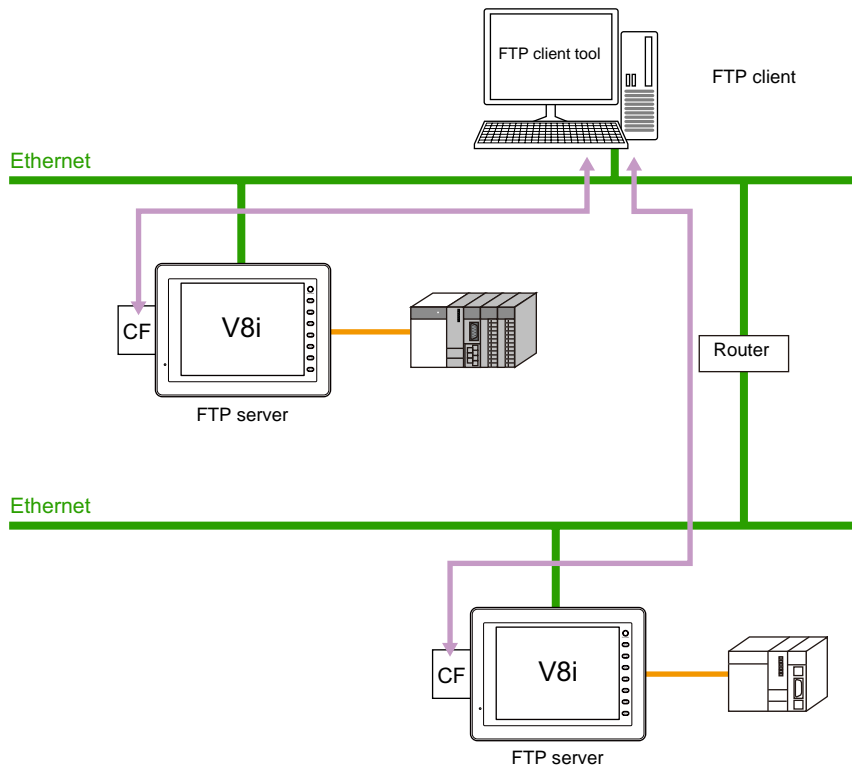 FTP client tool
FTP client
Ethernet
CF
V8i
FTP server
Router
Ethernet
CF
V8i
FTP server